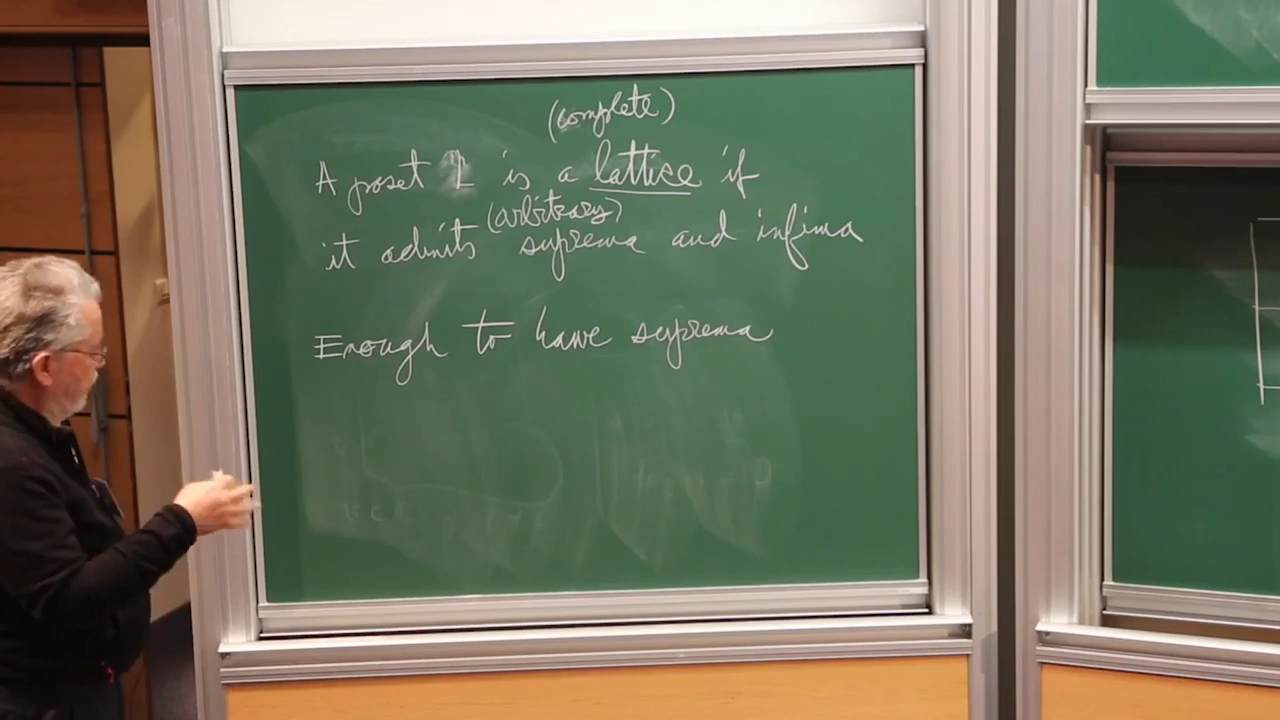 (complete)
A poset L is a lattice if
(arbitrary)
it admits suprema and infima
Enough to have suprema